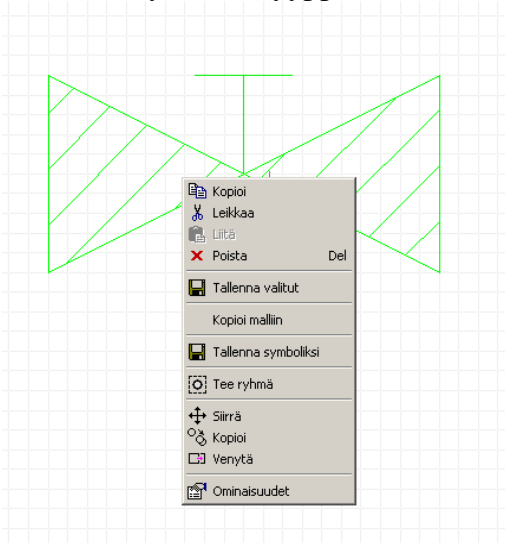 Kopioi
Leikkaa
Liitä
Poista Del
Tallenna valitut
Kopioi malliin
Tallenna symboliksi
Tee ryhmä
Siirrä
Kopioi
Venytä
Ominaisuudet